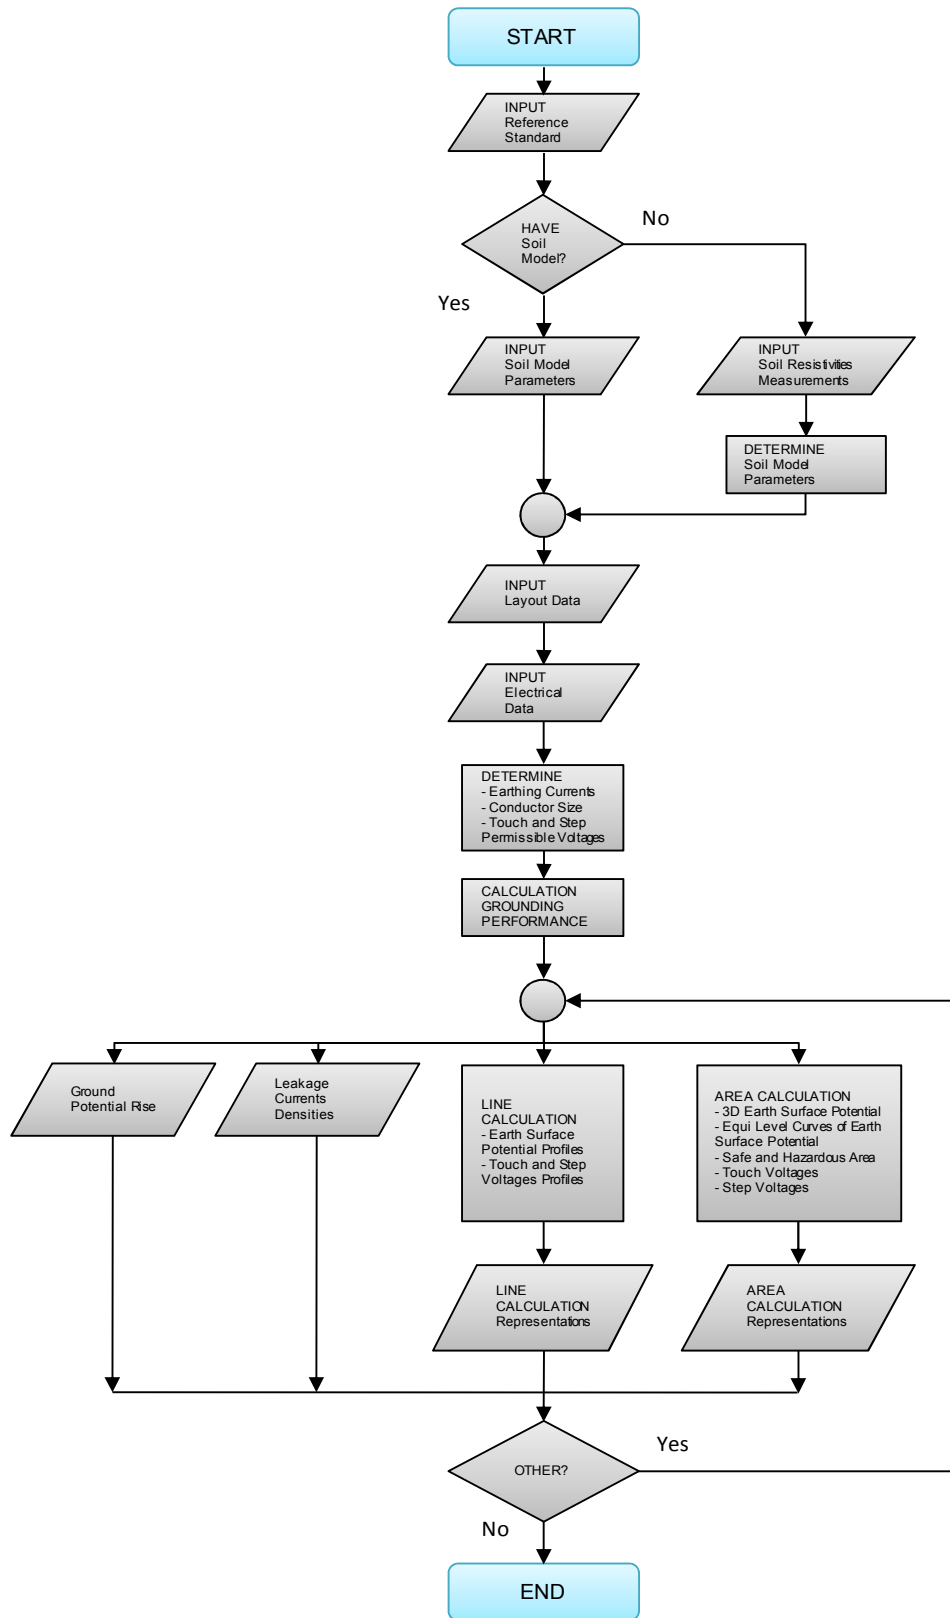 START
INPUT
Reference
Standard
HAVE
Soil
Model?
No
Yes
INPUT
Soil Model
Parameters
INPUT
Soil Resistivities
Measurements
DETERMINE
Soil Model
Parameters
INPUT
Layout Data
INPUT
Electrical
Data
DETERMINE
- Earthing Currents
- Conductor Size
- Touch and Step
Permissible Voltages
CALCULATION
GROUNDING
PERFORMANCE
Ground
Potential Rise
Leakage
Currents
Densities
LINE
CALCULATION
- Earth Surface
Potential Profiles
- Touch and Step
Voltages Profiles
AREA CALCULATION
- 3D Earth Surface Potential
- Equi Level Curves of Earth
Surface Potential
- Safe and Hazardous Area
- Touch Voltages
- Step Voltages
LINE
CALCULATION
Representations
AREA
CALCULATION
Representations
OTHER?
Yes
No
END